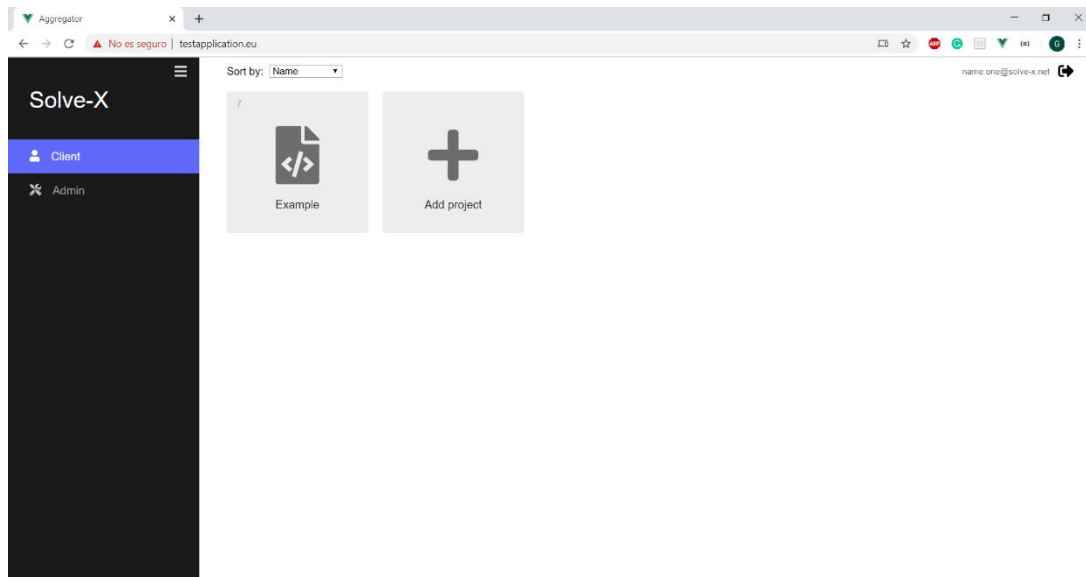 Aggregator
No es seguro | testapplication.eu
ABP
G
Solve-X
Client
Admin
Sort by: Name
name.one@solve-x.net
7
</>
Example
Add project